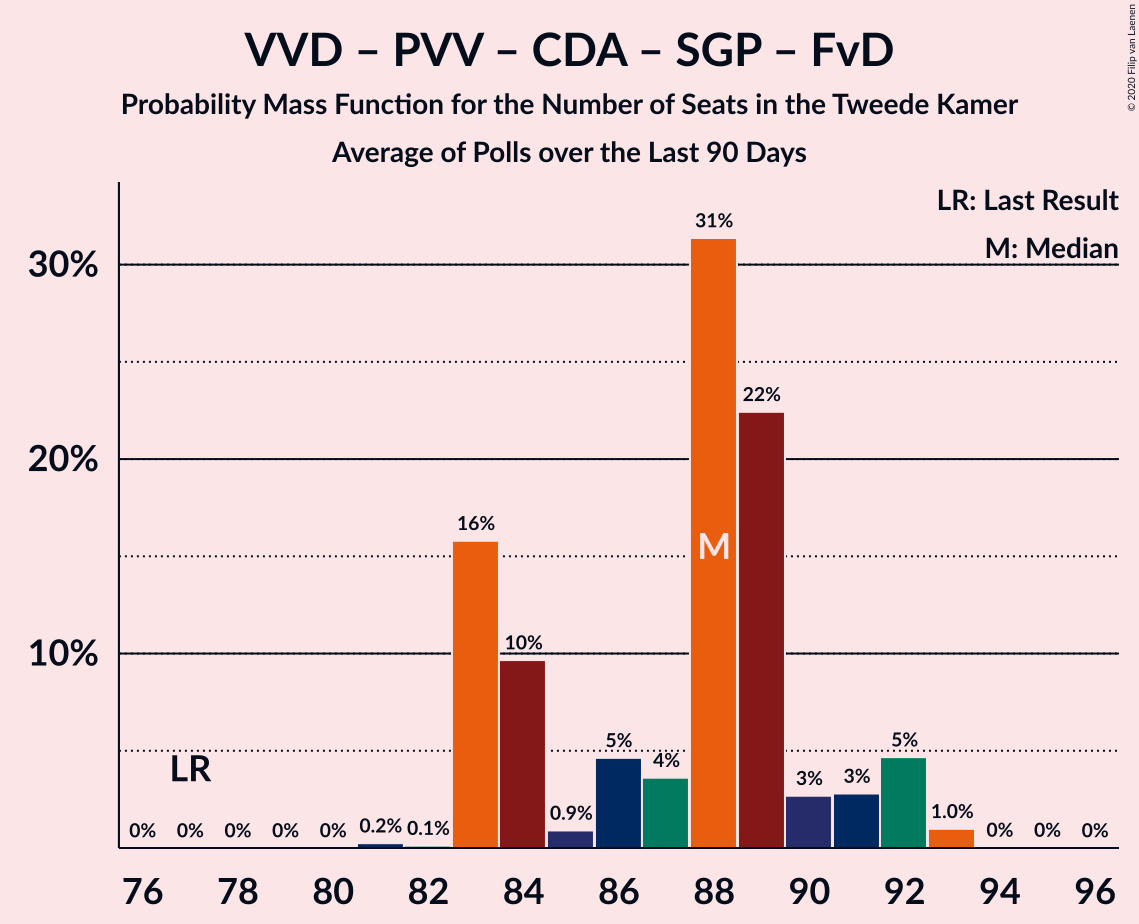 VVD – PVV – CDA – SGP – FvD
Probability Mass Function for the Number of Seats in the Tweede Kamer
Average of Polls over the Last 90 Days
© 2020 Filip van Laenen
LR: Last Result
M: Median
30%
20%
10%
LR
M
0%
0%
0%
0%
0%
0.2%
0.1%
16%
10%
0.9%
5%
4%
31%
22%
3%
3%
5%
1.0%
0%
0%
0%
76 78 80 82 84 86 88 90 92 94 96